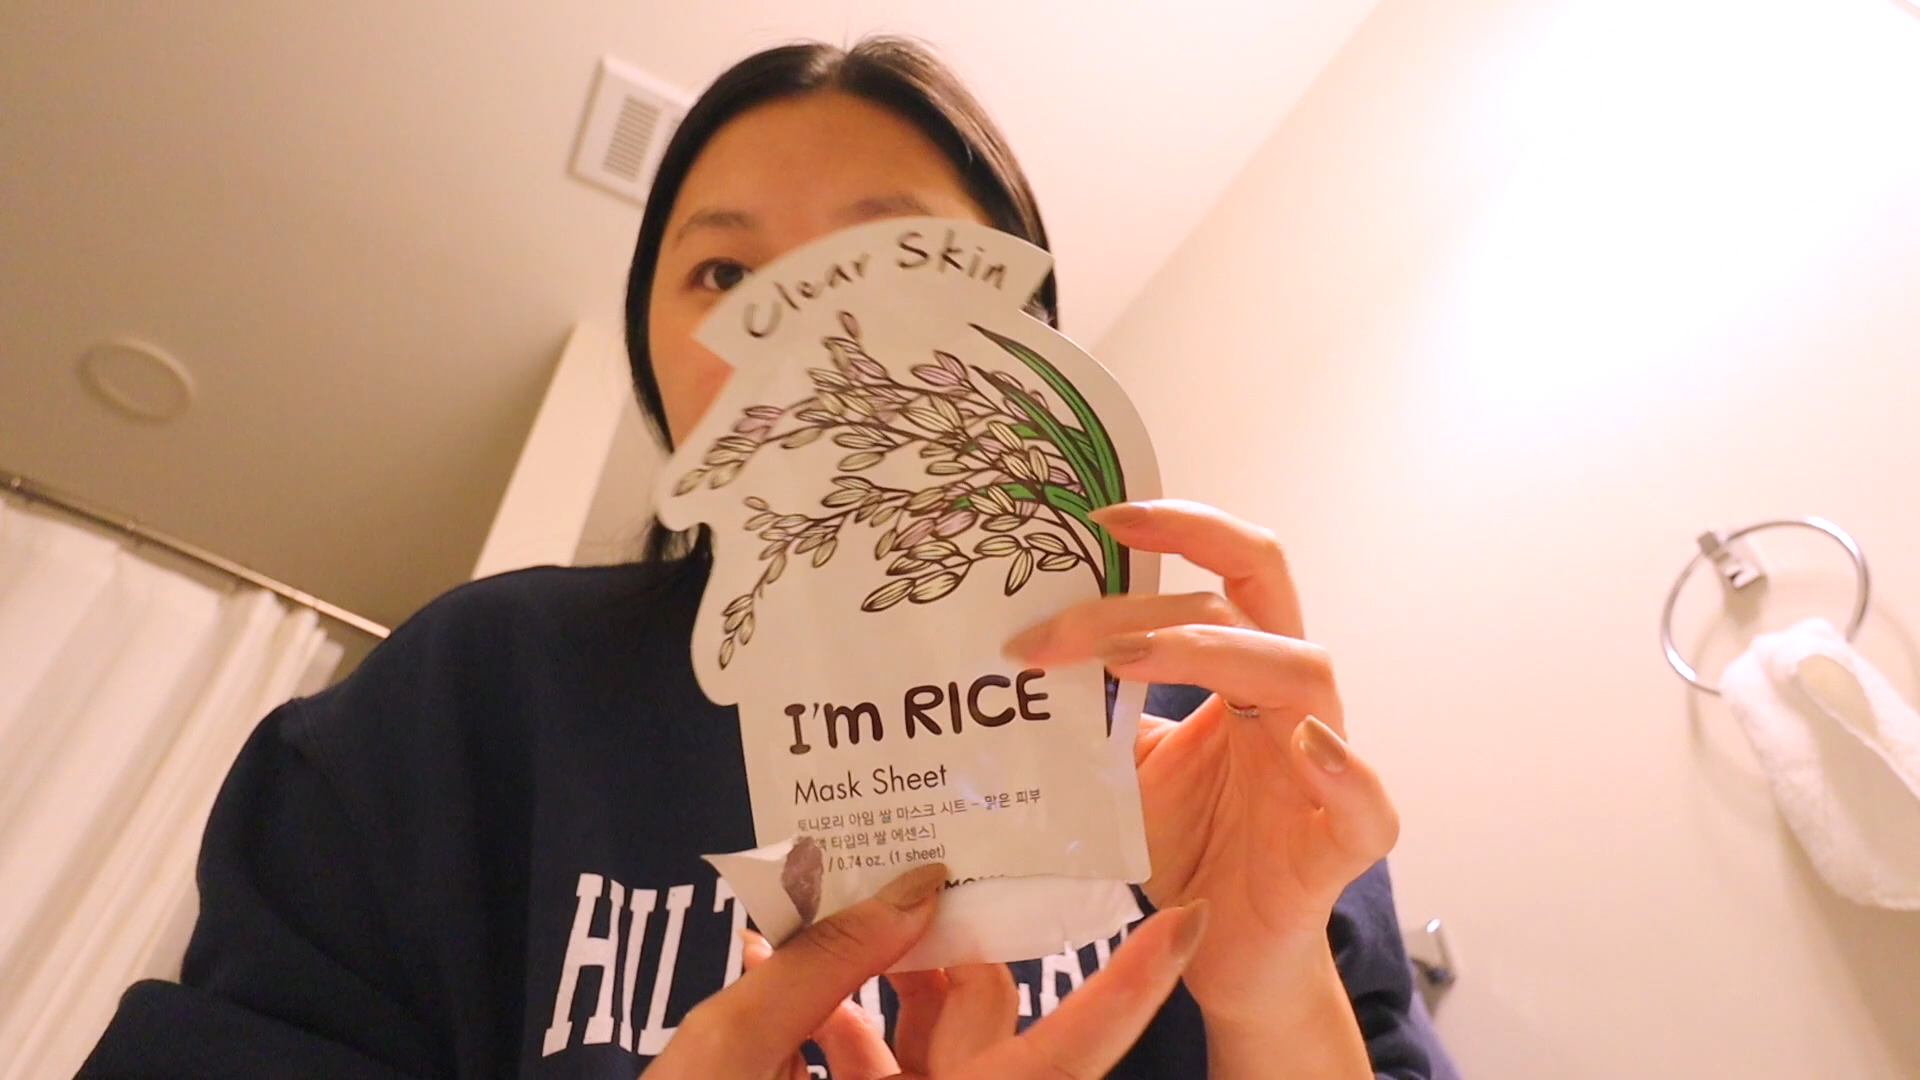 Clear Skin
I'm RICE
Mask Sheet
토니모리 아임 쌀 마스크 시트 - 맑은 피부
타입의 쌀 에센스]
/ 0.74 oz. (1 sheet)